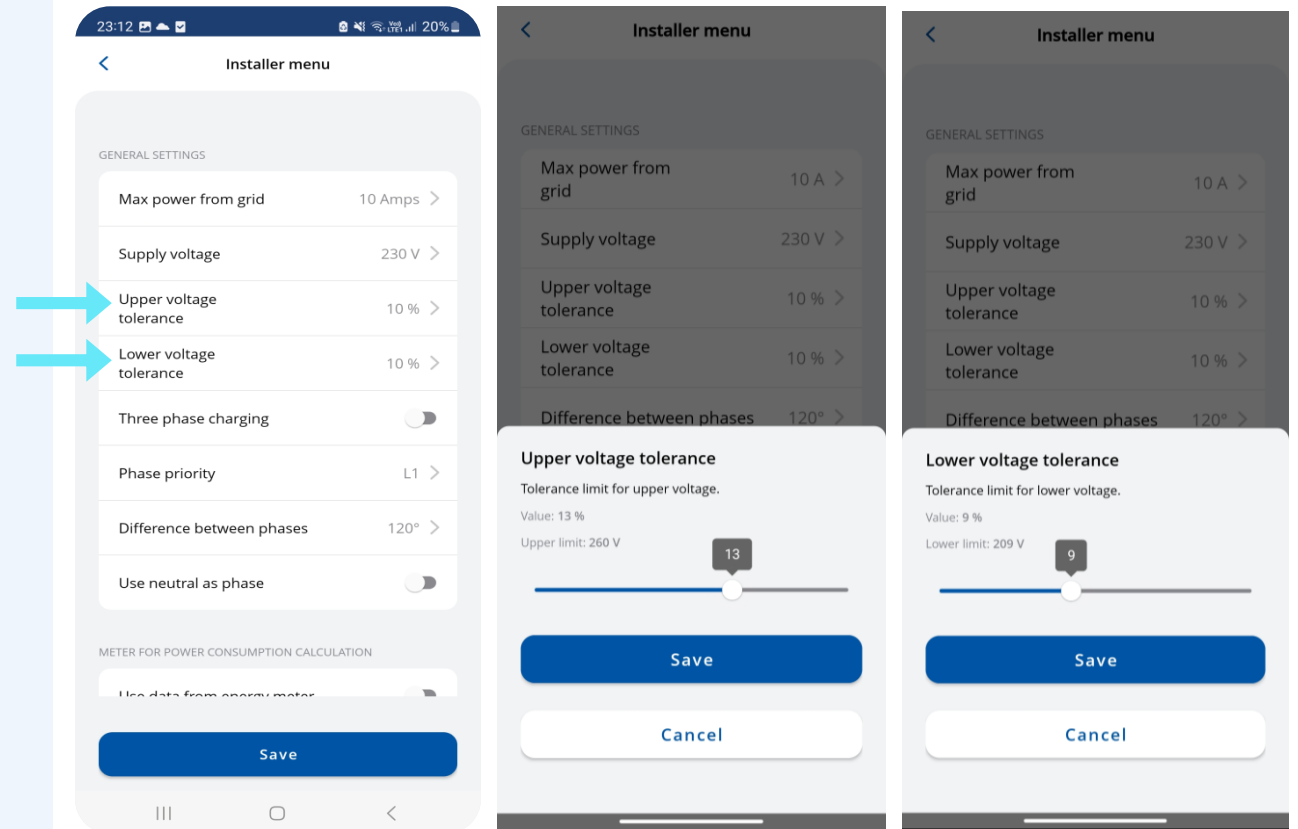 23:12
20%
Installer menu
GENERAL SETTINGS
Max power from grid 10 Amps
Supply voltage 230 V
Upper voltage
tolerance 10 %
Lower voltage
tolerance 10 %
Three phase charging
Phase priority L1
Difference between phases 120°
Use neutral as phase
METER FOR POWER CONSUMPTION CALCULATION
Use data from energy meter
Save
Installer menu
GENERAL SETTINGS
Max power from
grid 10 A
Supply voltage 230 V
Upper voltage
tolerance 10 %
Lower voltage
tolerance 10 %
Difference between phases 120°
Upper voltage tolerance
Tolerance limit for upper voltage.
Value: 13 %
Upper limit: 260 V
13
Save
Cancel
Installer menu
GENERAL SETTINGS
Max power from
grid 10 A
Supply voltage 230 V
Upper voltage
tolerance 10 %
Lower voltage
tolerance 10 %
Difference between phases 120°
Lower voltage tolerance
Tolerance limit for lower voltage.
Value: 9 %
Lower limit: 209 V
9
Save
Cancel